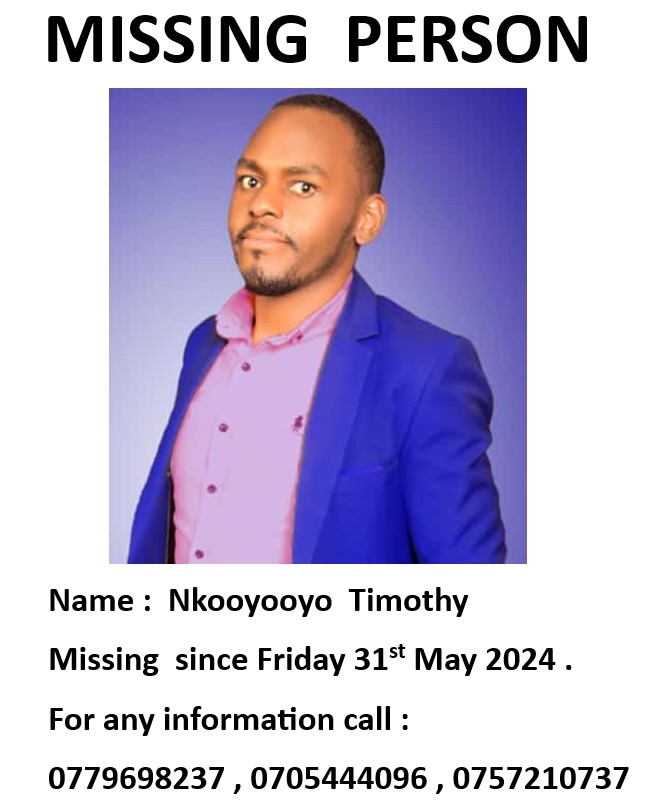 MISSING PERSON
Name : Nkooyooyo Timothy
Missing since Friday 31st May 2024 .
For any information call :
0779698237 , 0705444096 , 0757210737